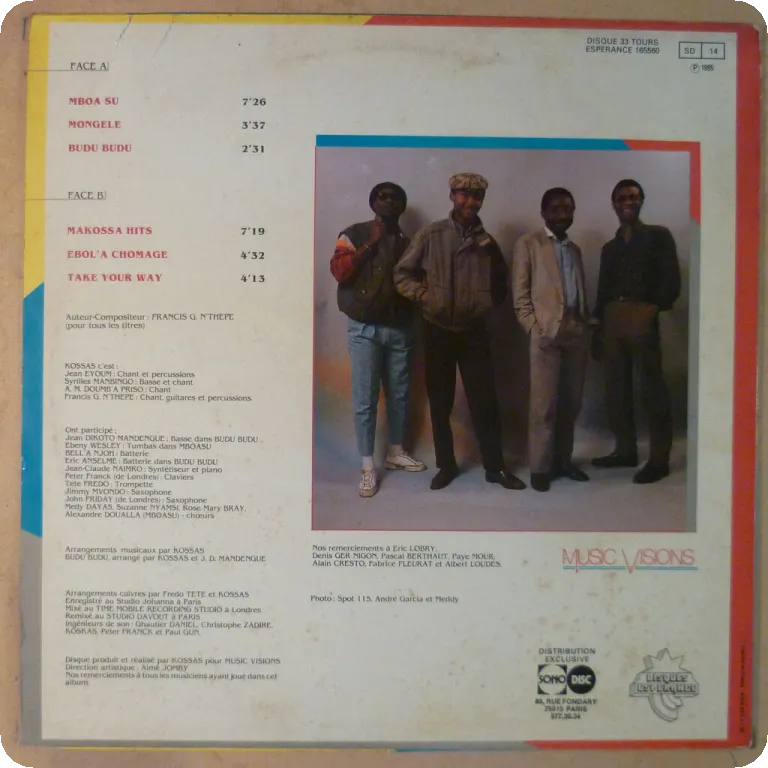 DISQUE 33 TOURS
ESPERANCE 165560
SD 14
Ⓟ 1985
FACE A
MBOA SU 7'26
MONGELE 3'37
BUDU BUDU 2'31
FACE B
MAKOSSA HITS 7'19
EBOL'A CHOMAGE 4'32
TAKE YOUR WAY 4'13
Auteur-Compositeur : FRANCIS G. N'THEPE
(pour tous les titres)
KOSSAS c'est :
Jean EYOUM : Chant et percussions
Syrilles MANBINGO : Basse et chant
A. M. DOUMB'A PRISO : Chant
Francis G. N'THEPE : Chant, guitares et percussions
Ont participé :
Jean DIKOTO MANDENGUE : Basse dans BUDU BUDU
Ebeny WESLEY : Tumbas dans MBOASU
BELL'A NJOH : Batterie
Eric ANSELME : Batterie dans BUDU BUDU
Jean-Claude NAIMRO : Syntétiseur et piano
Peter Franck (de Londres) : Claviers
Tete FREDO : Trompette
Jimmy MVONDO : Saxophone
John PRIDAY (de Londres) : Saxophone
Melly DAYAS, Suzanne NYAMSI, Rose Mary BRAY,
Alexandre DOUALLA (MBOASU) - chœurs
Arrangements musicaux par KOSSAS
BUDU BUDU, arrangé par KOSSAS et J. D. MANDENGUE
Arrangements cuivres par Fredo TETE et KOSSAS
Enregistré au Studio Johanna à Paris
Mixé au TIME MOBILE RECORDING STUDIO à Londres
Remixé au STUDIO DAVOUT à PARIS
Ingénieurs de son : Ghautier DANIEL, Christophe ZADIRE,
KOSKAS, Peter FRANCK et Paul GUN.
Disque produit et réalisé par KOSSAS pour MUSIC VISIONS
Direction artistique : Aimé JOMBY
Nos remerciements à tous les musiciens ayant joué dans cet
album.
Nos remerciements à Eric LOBRY,
Denis GER NIGON, Pascal BERTHAUT, Paye MOUR,
Alain CRESTO, Fabrice FLEURAT et Albert LOUDES.
MUSIC VISIONS
Photo : Spot 115, André Garcia et Meddy
DISTRIBUTION
EXCLUSIVE
SONO DISC
85, RUE FONDARY
75015 PARIS
DISQUES
ESPERANCE